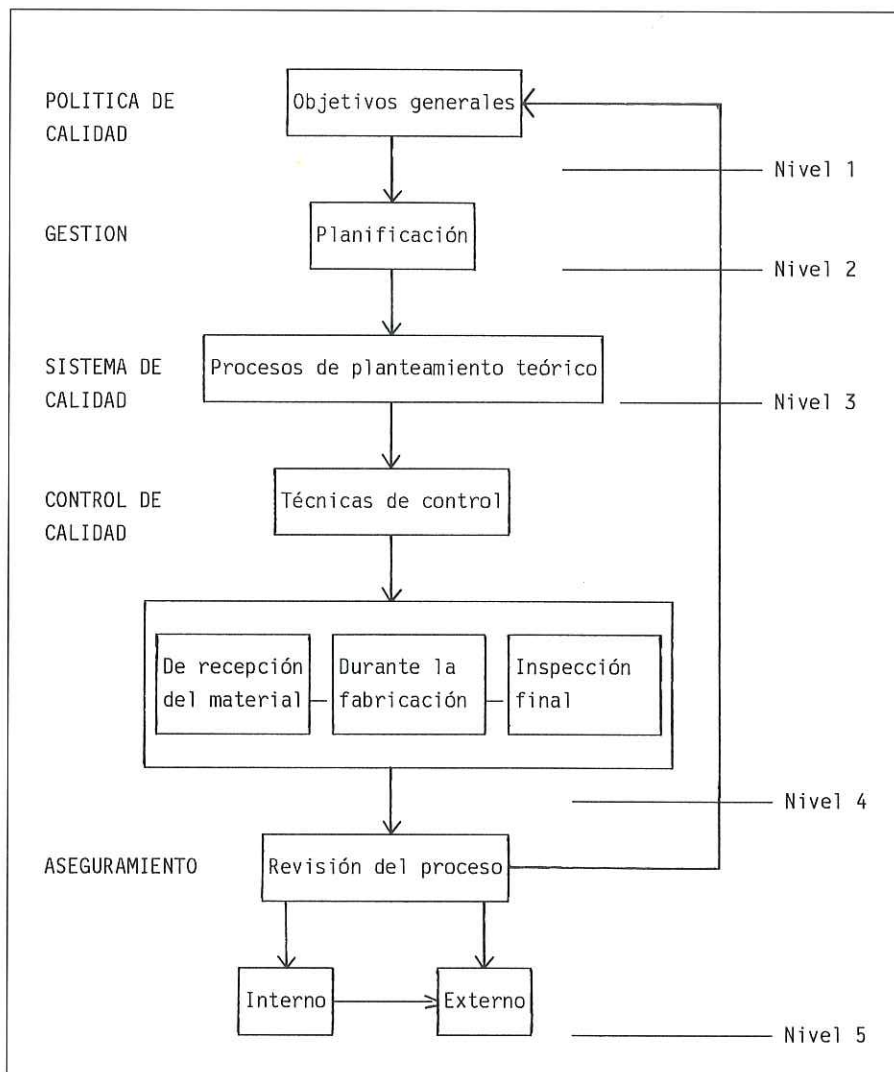 POLITICA DE
CALIDAD
Objetivos generales
Nivel 1
GESTION
Planificación
Nivel 2
SISTEMA DE
CALIDAD
Procesos de planteamiento teórico
Nivel 3
CONTROL DE
CALIDAD
Técnicas de control
De recepción
del material
Durante la
fabricación
Inspección
final
Nivel 4
ASEGURAMIENTO
Revisión del proceso
Interno
Externo
Nivel 5